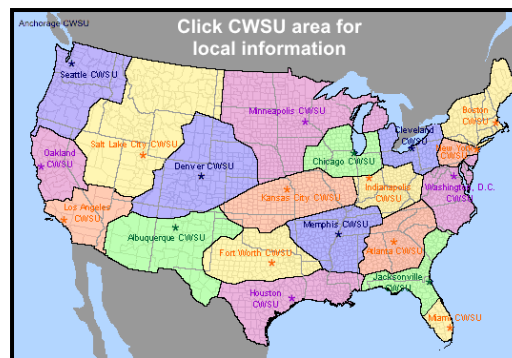 Click CWSU area for
local information
Anchorage CWSU
Seattle CWSU
Minneapolis CWSU
Boston
CWSU
Cleveland
CWSU
New York
CWSU
Salt Lake City CWSU
Oakland
CWSU
Denver CWSU
Chicago CWSU
Indianapolis
CWSU
Washington, D.C.
CWSU
Kansas City CWSU
Los Angeles
CWSU
Albuquerque CWSU
Memphis CWSU
Atlanta CWSU
Fort Worth CWSU
Jacksonville
CWSU
Houston
CWSU
Miami CWSU